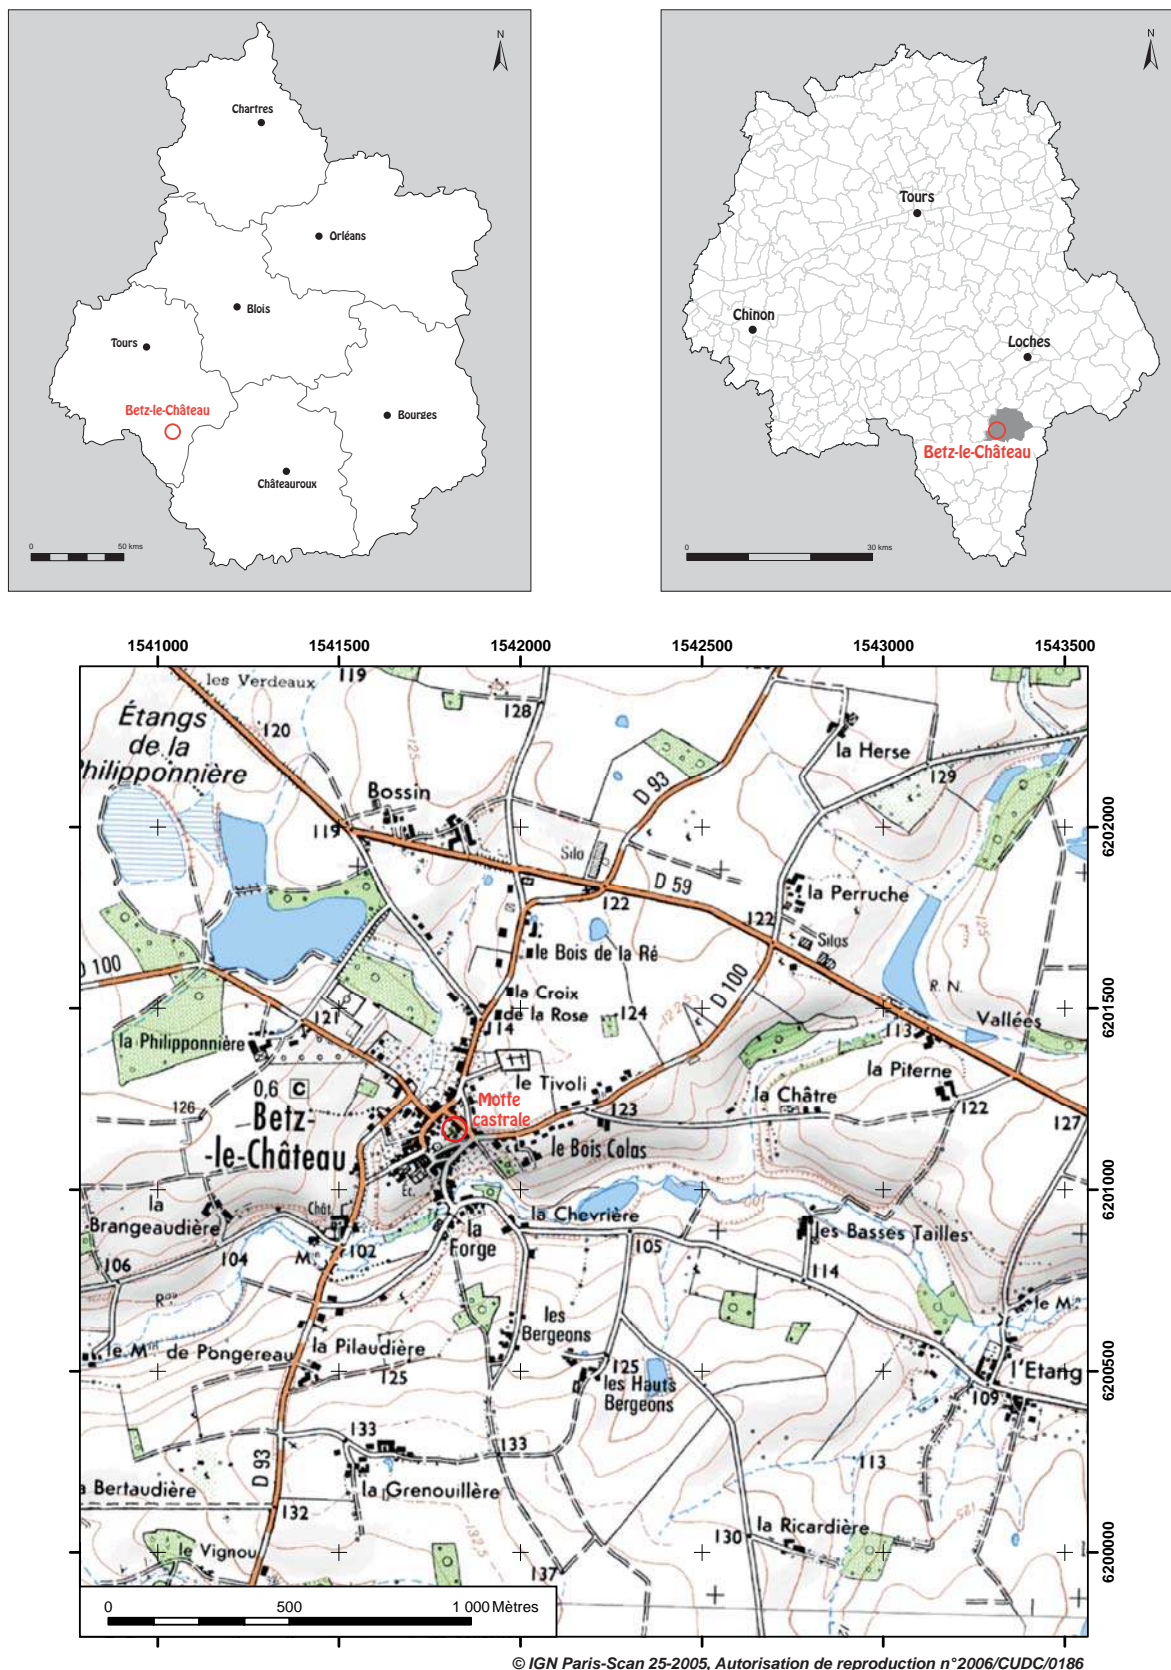 N
Chartres
Orléans
Blois
Tours
Betz-le-Château
Bourges
Châteauroux
0
50 kms
N
Tours
Chinon
Loches
Betz-le-Château
0
30 kms
1541000
1541500
1542000
1542500
1543000
1543500
les Verdeaux
119
128
120
125
Étangs
de la
Philipponnière
la Herse
129
D 93
Bossin
119
6202000
Silo
D 59
122
la Perruche
122
Silos
125
D 100
le Bois de la Ré
D 100
R. N.
la Croix
de la Rose
114
124
122,5
121
6201500
Vallées
113
la Philipponnière
la Piterne
le Tivoli
0,6 C
Motte
castrale
la Châtre
126
123
122
127
Betz-
-le-Château
le Bois Colas
Éc.
6201000
la
Brangeaudière
Chât.
la Chevrière
la
Forge
les Basses Tailles
102
104
105
106
114
le Mⁱⁿ
les
Bergeons
la Pilaudière
le Mⁱⁿ de Pongereau
125
125
les Hauts
Bergeons
6200500
l'Etang
109
133
133
D 93
113
la Grenouillère
132
130
la Ricardière
le Vignou
137
132,5
6200000
0
500
1 000 Mètres
© IGN Paris-Scan 25-2005, Autorisation de reproduction n°2006/CUDC/0186